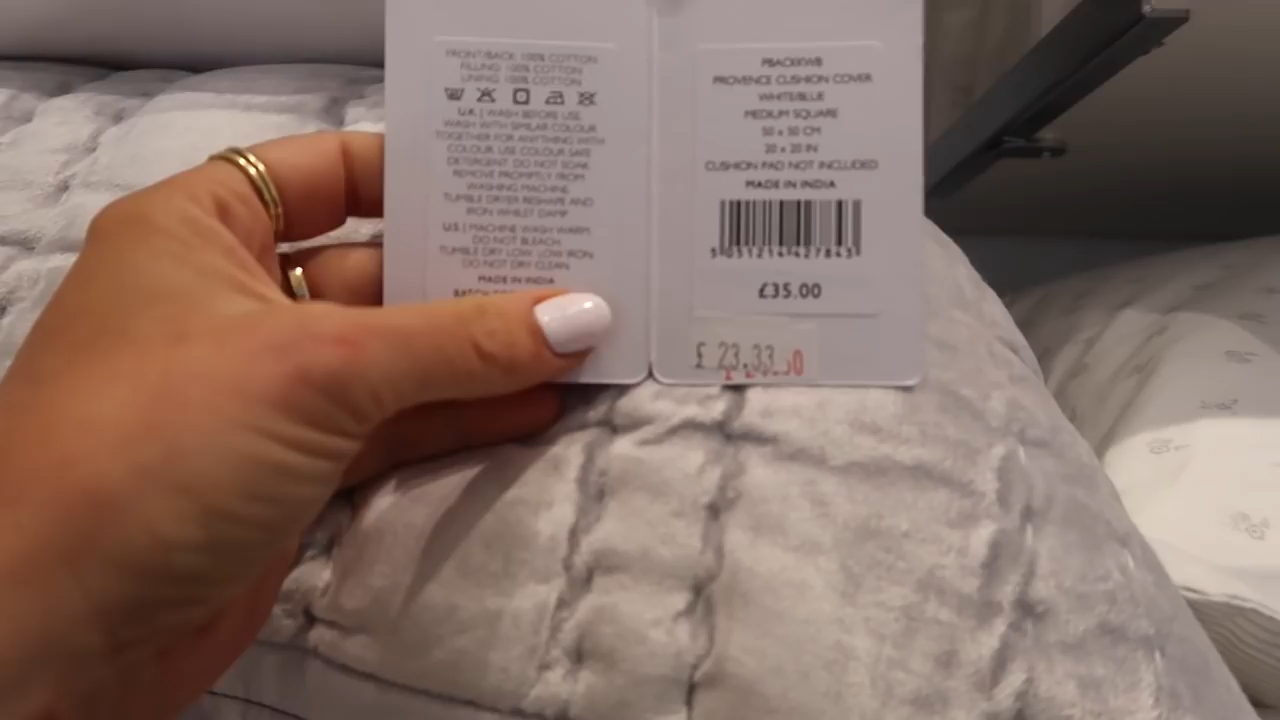 FRONT/BACK: 100% COTTON
FILLING: 100% COTTON
LINING: 100% COTTON
U.K. | WASH BEFORE USE
WASH WITH SIMILAR COLOUR
TOGETHER FOR ANYTHING WITH
COLOUR, USE COLOUR SAFE
DETERGENT. DO NOT SOAK.
REMOVE PROMPTLY FROM
WASHING MACHINE.
TUMBLE DRYER RESHAPE AND
IRON WHILST DAMP
U.S. | MACHINE WASH WARM.
DO NOT BLEACH.
TUMBLE DRY LOW. LOW IRON.
DO NOT DRY CLEAN.
MADE IN INDIA
PROVENCE CUSHION COVER
WHITE/BLUE
MEDIUM SQUARE
50 x 50 CM
20 x 20 IN
CUSHION PAD NOT INCLUDED
MADE IN INDIA
5 051214 427843
£35.00
£ 23.33